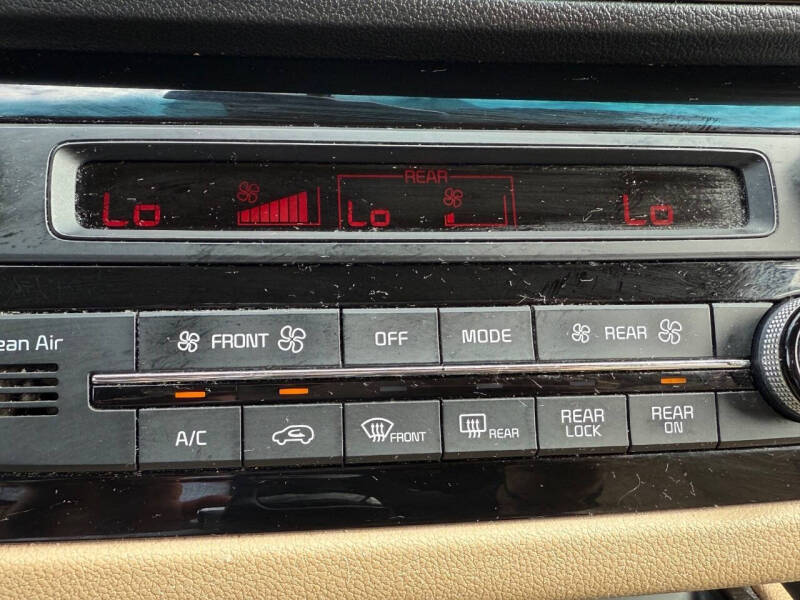 REAR
Lo Lo Lo
ean Air
FRONT OFF MODE REAR
A/C FRONT REAR REAR LOCK REAR ON